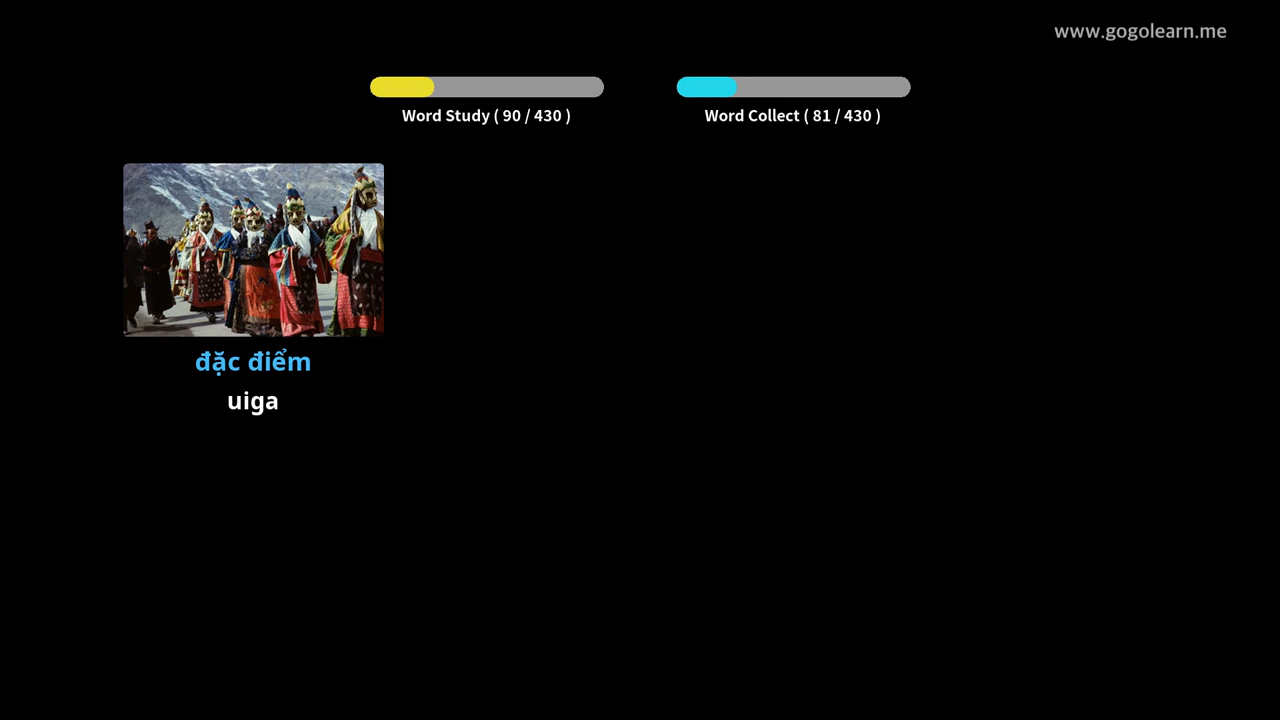 www.gogolearn.me
Word Study ( 90 / 430 )
Word Collect ( 81 / 430 )
đặc điểm
uiga